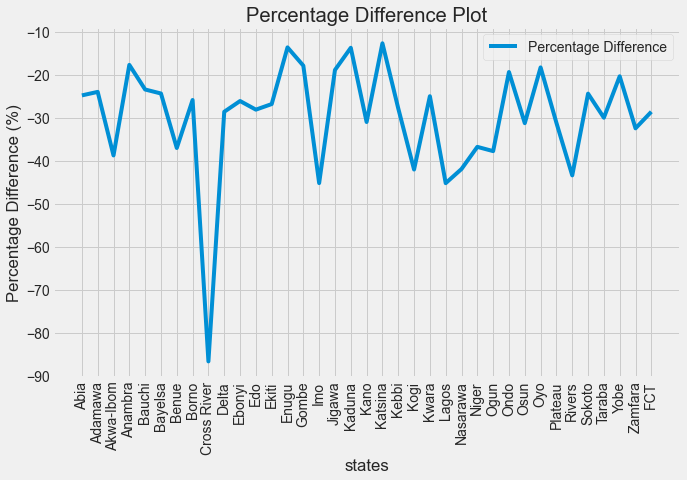 Percentage Difference Plot
Percentage Difference
Percentage Difference (%)
−10
−20
−30
−40
−50
−60
−70
−80
−90
Abia
Adamawa
Akwa-Ibom
Anambra
Bauchi
Bayelsa
Benue
Borno
Cross River
Delta
Ebonyi
Edo
Ekiti
Enugu
Gombe
Imo
Jigawa
Kaduna
Kano
Katsina
Kebbi
Kogi
Kwara
Lagos
Nasarawa
Niger
Ogun
Ondo
Osun
Oyo
Plateau
Rivers
Sokoto
Taraba
Yobe
Zamfara
FCT
states